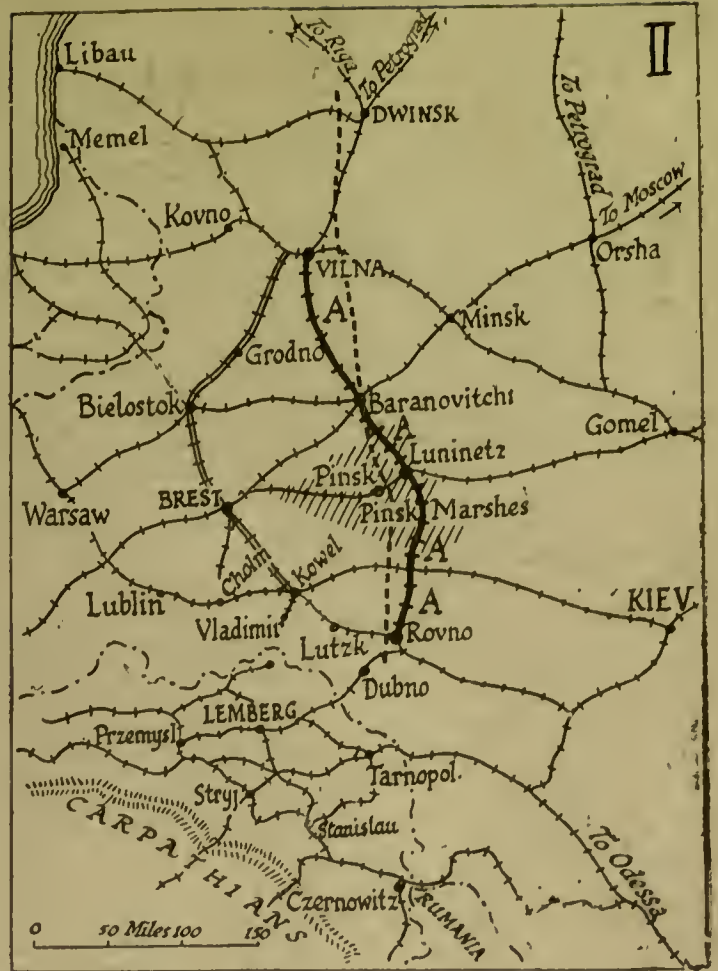 II
To Riga
To Petrograd
Libau
DWINSK
To Petrograd
Memel
To Moscow
Kovno
Orsha
VILNA
A
Minsk
Grodno
Bielostok
Baranovitchi
A
Gomel
Luninetz
Pinsk
BREST
Warsaw
Pinsk Marshes
Cholm
Kowel
A
Lublin
A
KIEV
Vladimir
Lutzk
Rovno
Dubno
LEMBERG
Przemysl
Tarnopol
Stryj
Stanislau
CARPATHIANS
To Odessa
Czernowitz
RUMANIA
0 50 Miles 100 150